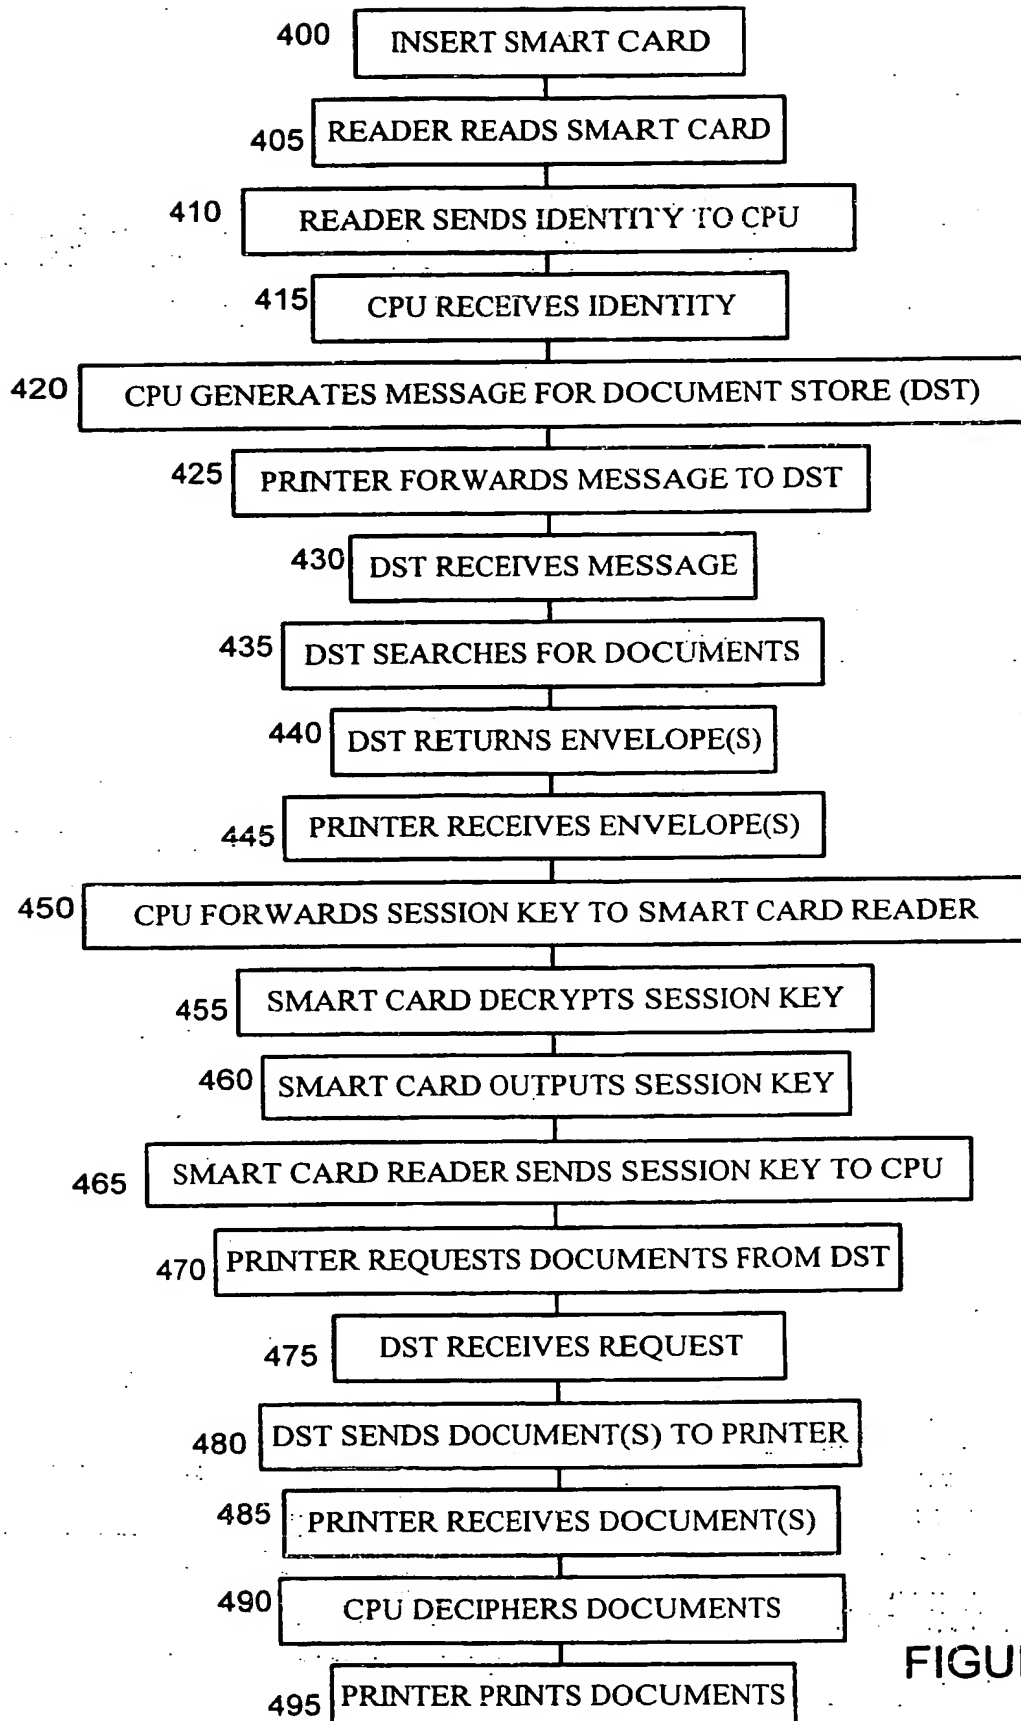 400 INSERT SMART CARD
405 READER READS SMART CARD
410 READER SENDS IDENTITY TO CPU
415 CPU RECEIVES IDENTITY
420 CPU GENERATES MESSAGE FOR DOCUMENT STORE (DST)
425 PRINTER FORWARDS MESSAGE TO DST
430 DST RECEIVES MESSAGE
435 DST SEARCHES FOR DOCUMENTS
440 DST RETURNS ENVELOPE(S)
445 PRINTER RECEIVES ENVELOPE(S)
450 CPU FORWARDS SESSION KEY TO SMART CARD READER
455 SMART CARD DECRYPTS SESSION KEY
460 SMART CARD OUTPUTS SESSION KEY
465 SMART CARD READER SENDS SESSION KEY TO CPU
470 PRINTER REQUESTS DOCUMENTS FROM DST
475 DST RECEIVES REQUEST
480 DST SENDS DOCUMENT(S) TO PRINTER
485 PRINTER RECEIVES DOCUMENT(S)
490 CPU DECIPHERS DOCUMENTS
495 PRINTER PRINTS DOCUMENTS